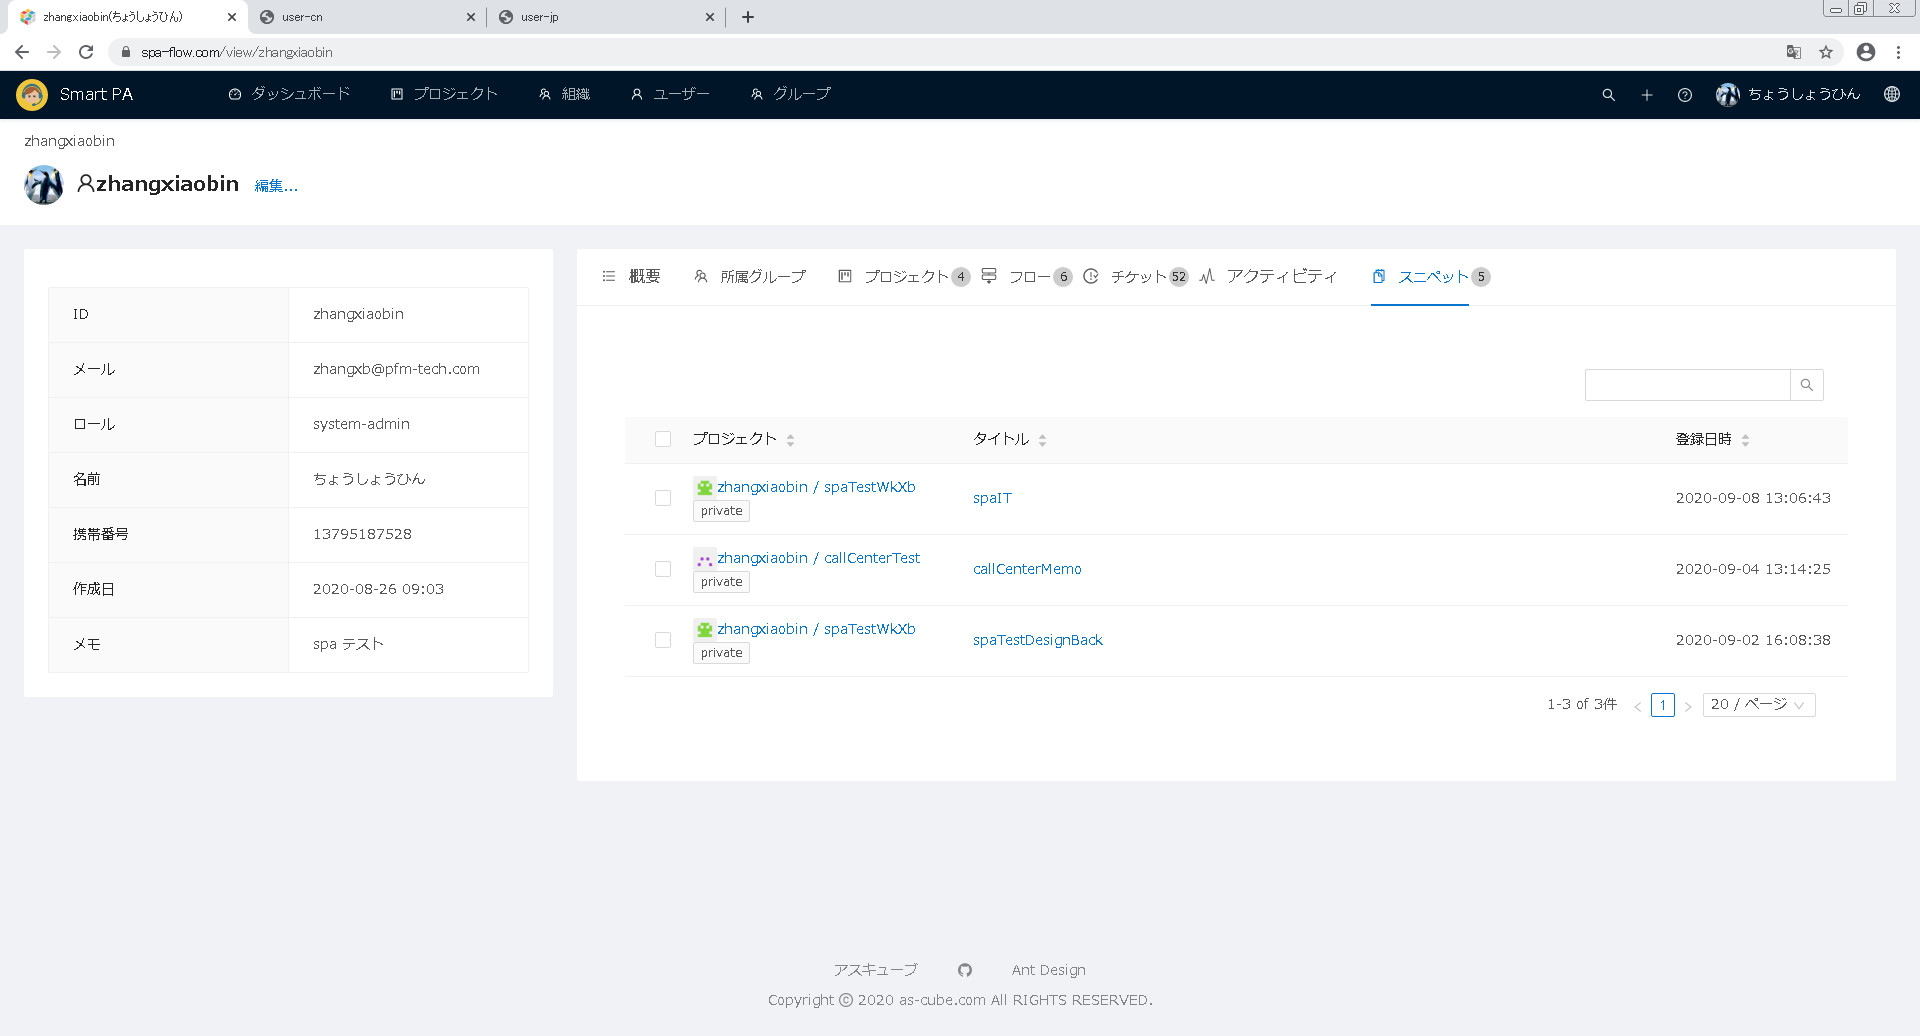 zhangxiaobin(ちょうしょうひん)
user-cn
user-jp
spa-flow.com/view/zhangxiaobin
Smart PA
ダッシュボード
プロジェクト
組織
ユーザー
グループ
ちょうしょうひん
zhangxiaobin
zhangxiaobin 編集...
ID zhangxiaobin
メール zhangxb@pfm-tech.com
ロール system-admin
名前 ちょうしょうひん
携帯番号 13795187528
作成日 2020-08-26 09:03
メモ spa テスト
概要
所属グループ
プロジェクト 4
フロー 6
チケット 52
アクティビティ
スニペット 5
プロジェクト タイトル 登録日時
zhangxiaobin / spaTestWkXb
private
spaIT
2020-09-08 13:06:43
zhangxiaobin / callCenterTest
private
callCenterMemo
2020-09-04 13:14:25
zhangxiaobin / spaTestWkXb
private
spaTestDesignBack
2020-09-02 16:08:38
1-3 of 3件 < 1 > 20 / ページ
アスキューブ Ant Design
Copyright © 2020 as-cube.com All RIGHTS RESERVED.